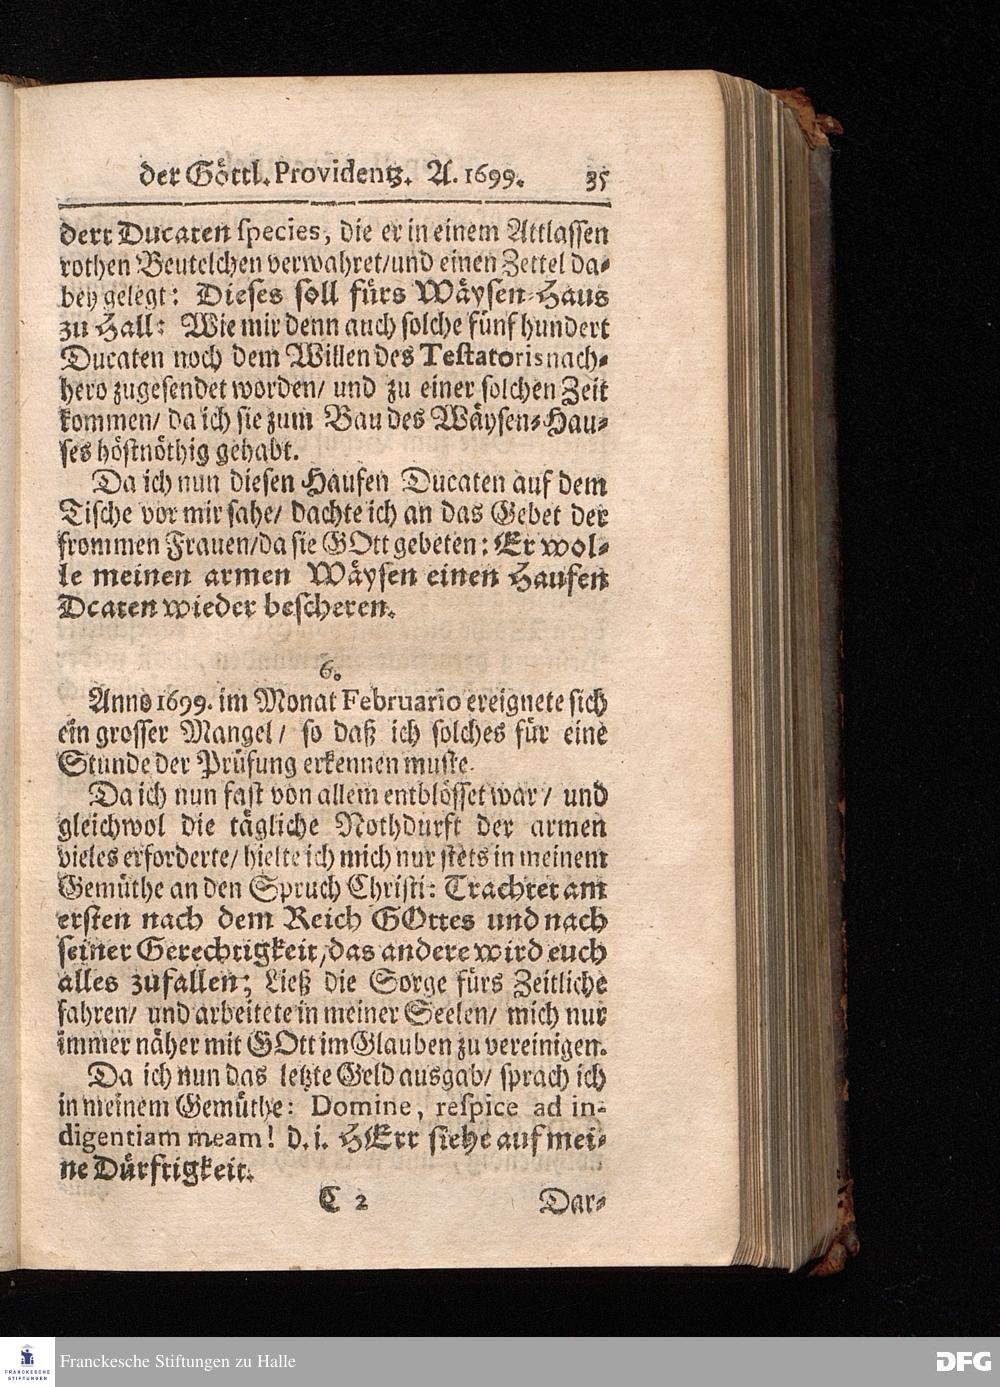 der Göttl. Providentz. A. 1699. 35
dert Ducaten species, die er in einem Attlassen
rothen Beutelchen verwahret/und einen Zettel da-
bey gelegt: Dieses soll fürs Wäysen-Haus
zu Hall: Wie mir denn auch solche fünf hundert
Ducaten noch dem Willen des Testatoris nach-
hero zugesendet worden/ und zu einer solchen Zeit
kommen/ da ich sie zum Bau des Wäysen-Hau-
ses höstnöthig gehabt.
Da ich nun diesen Haufen Ducaten auf dem
Tische vor mir sahe/ dachte ich an das Gebet der
frommen Frauen/da sie GOtt gebeten: Er wol-
le meinen armen Wäysen einen Haufen
Dcaten wieder bescheren.
6.
Anno 1699. im Monat Februario ereignete sich
ein grosser Mangel/ so daß ich solches für eine
Stunde der Prüfung erkennen muste.
Da ich nun fast von allem entblösset war/ und
gleichwol die tägliche Nothdurft der armen
vieles erforderte/ hielte ich mich nur stets in meinem
Gemüthe an den Spruch Christi: Trachtet am
ersten nach dem Reich GOttes und nach
seiner Gerechtigkeit/das andere wird euch
alles zufallen; Ließ die Sorge fürs Zeitliche
fahren/ und arbeitete in meiner Seelen/ mich nur
immer näher mit GOtt im Glauben zu vereinigen.
Da ich nun das letzte Geld ausgab/ sprach ich
in meinem Gemüthe: Domine, respice ad in-
digentiam meam! d. i. HErr siehe auf mei-
ne Dürftigkeit.
C 2 Dar-
FRANCKESCHE
STIFTUNGEN
Franckesche Stiftungen zu Halle
DFG